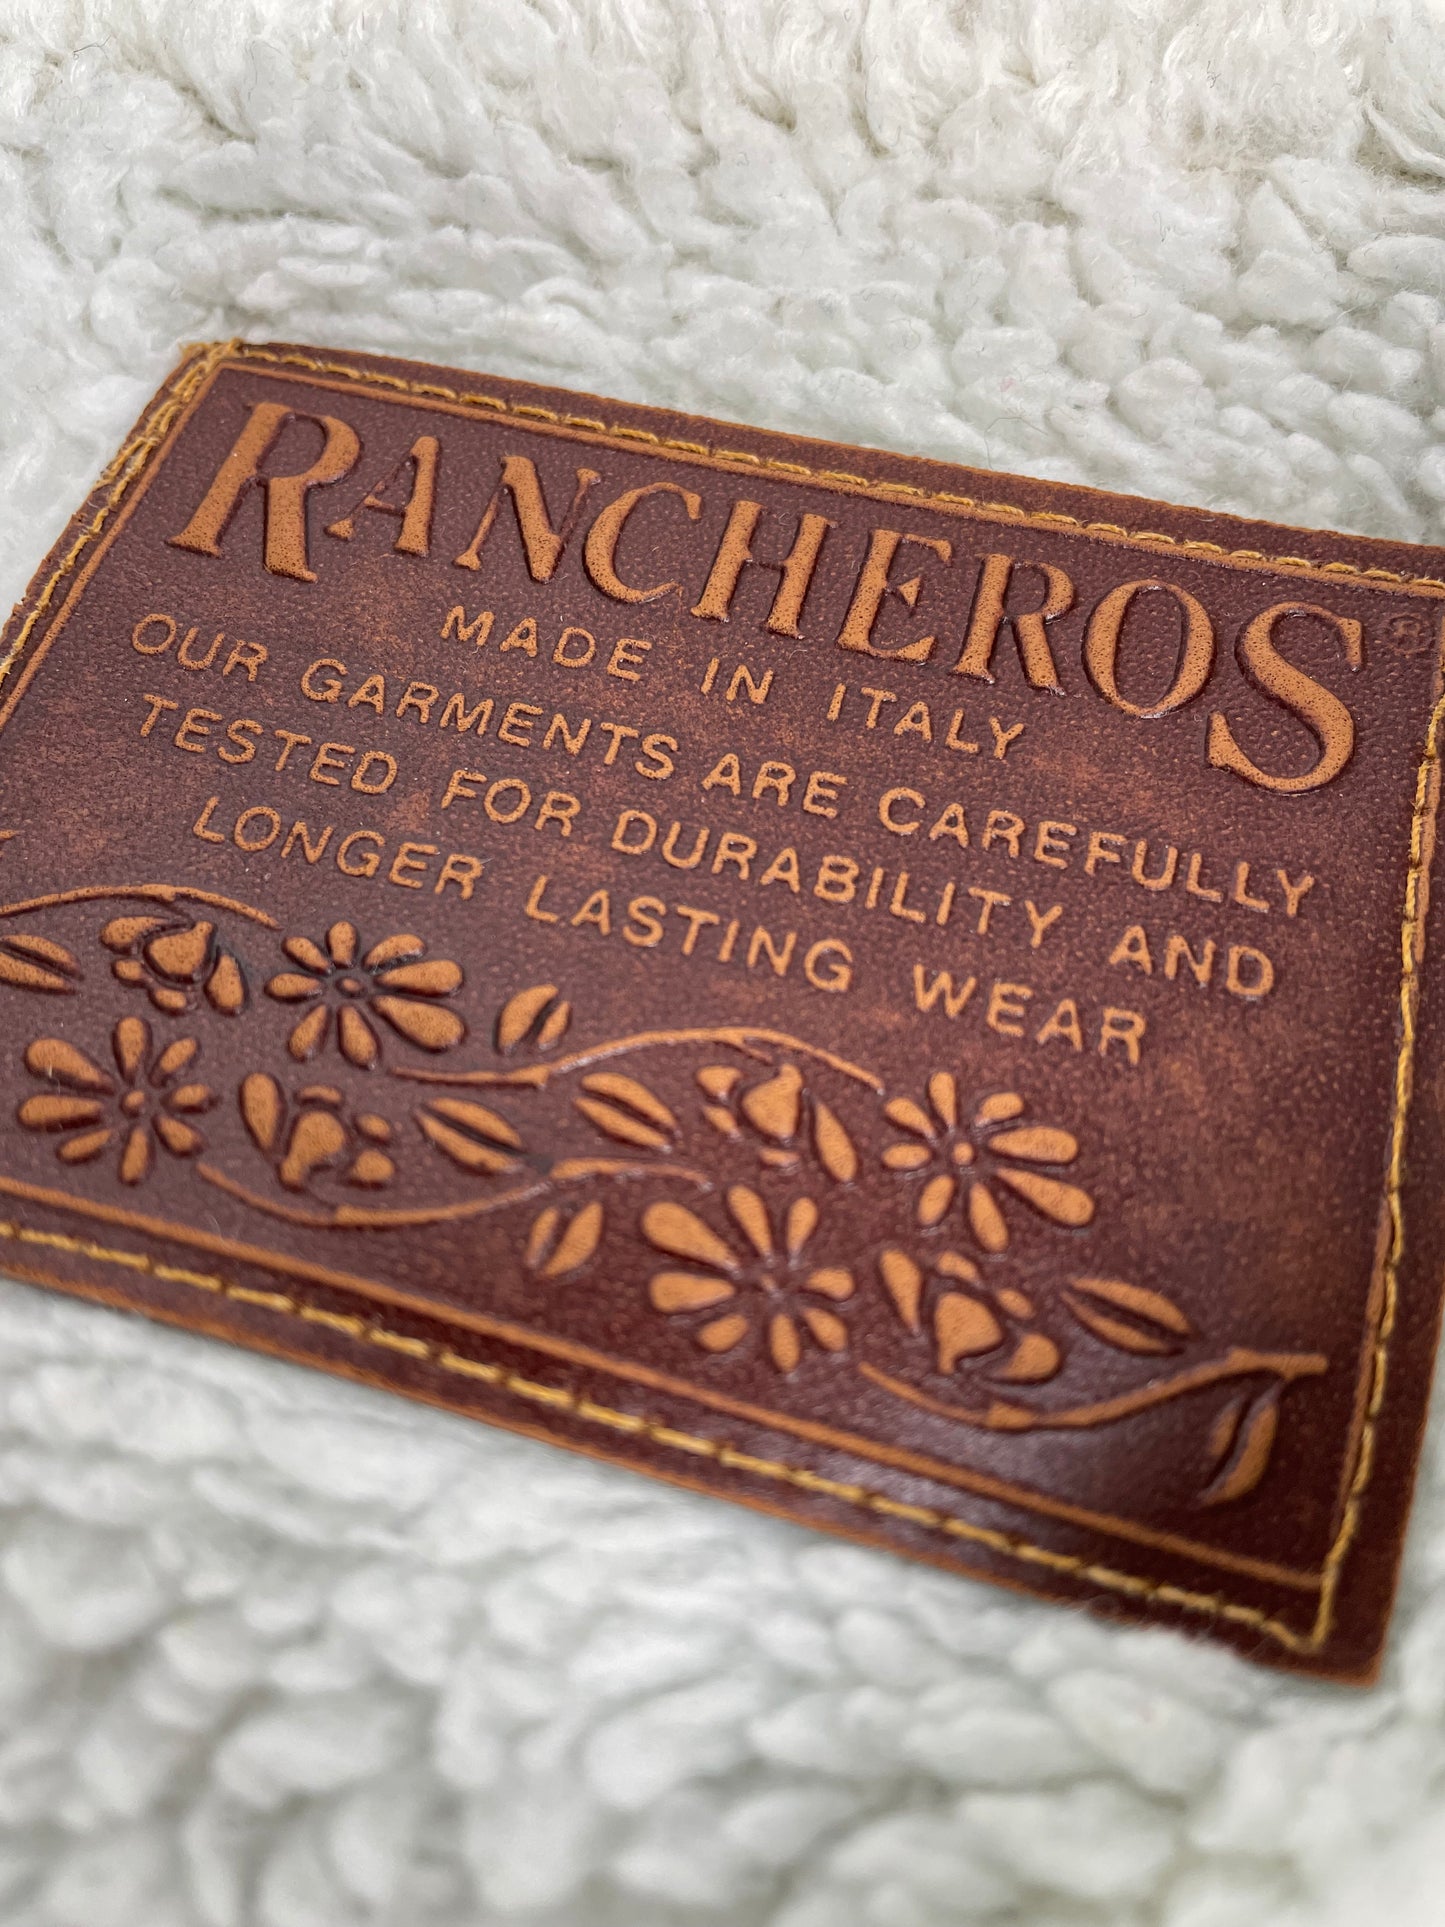 RANCHEROS®
MADE IN ITALY
OUR GARMENTS ARE CAREFULLY
TESTED FOR DURABILITY AND
LONGER LASTING WEAR